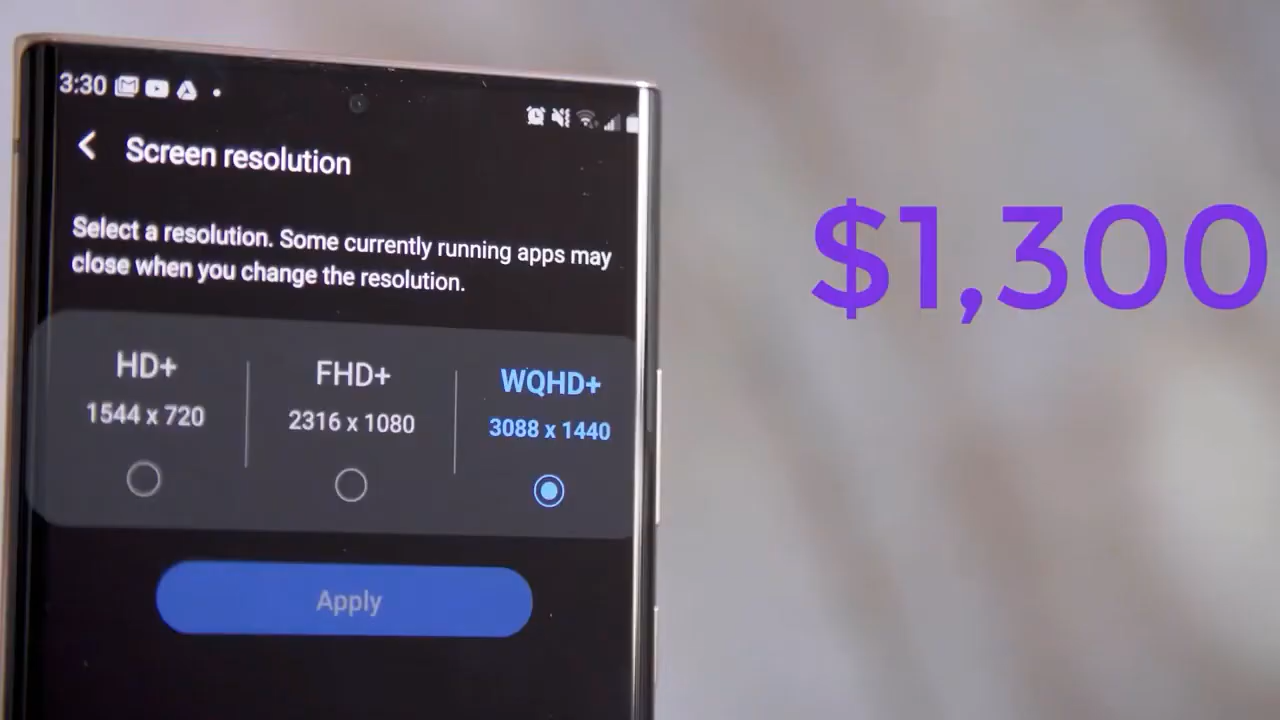 3:30
Screen resolution
Select a resolution. Some currently running apps may
close when you change the resolution.
HD+
1544 x 720
FHD+
2316 x 1080
WQHD+
3088 x 1440
Apply
$1,300